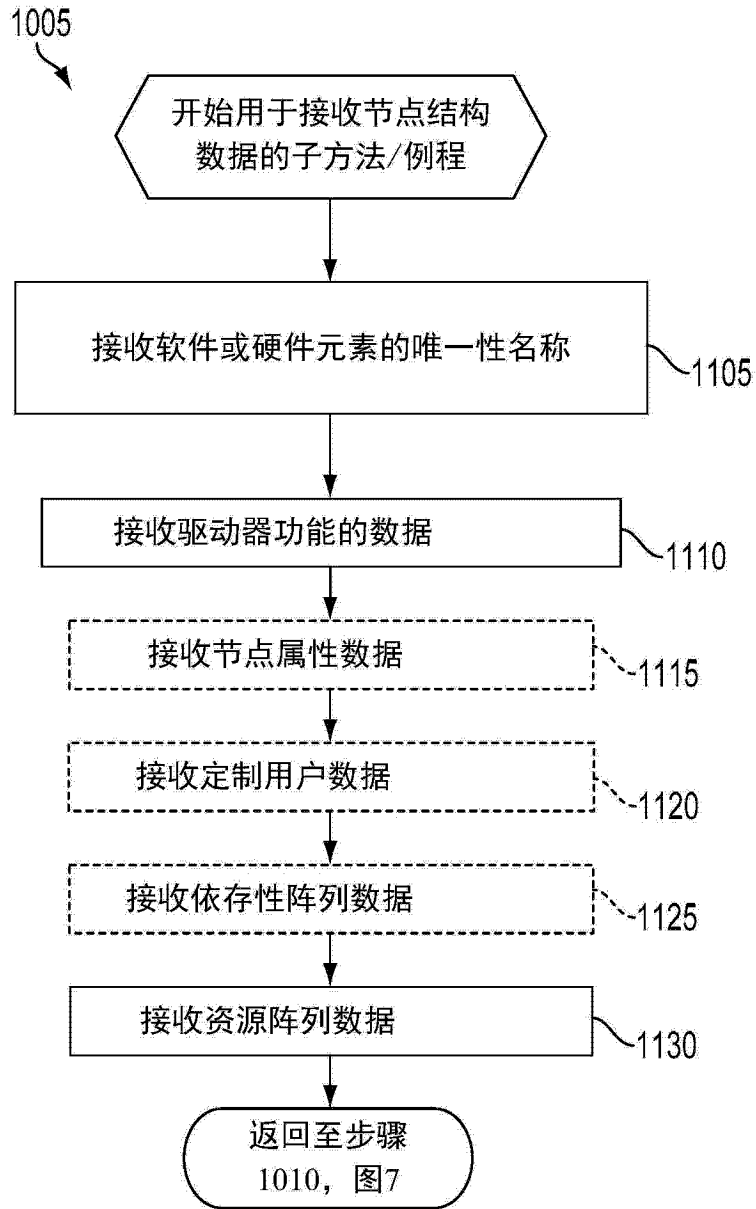 1005
开始用于接收节点结构
数据的子方法/例程
接收软件或硬件元素的唯一性名称
1105
接收驱动器功能的数据
1110
接收节点属性数据
1115
接收定制用户数据
1120
接收依存性阵列数据
1125
接收资源阵列数据
1130
返回至步骤
1010，图7